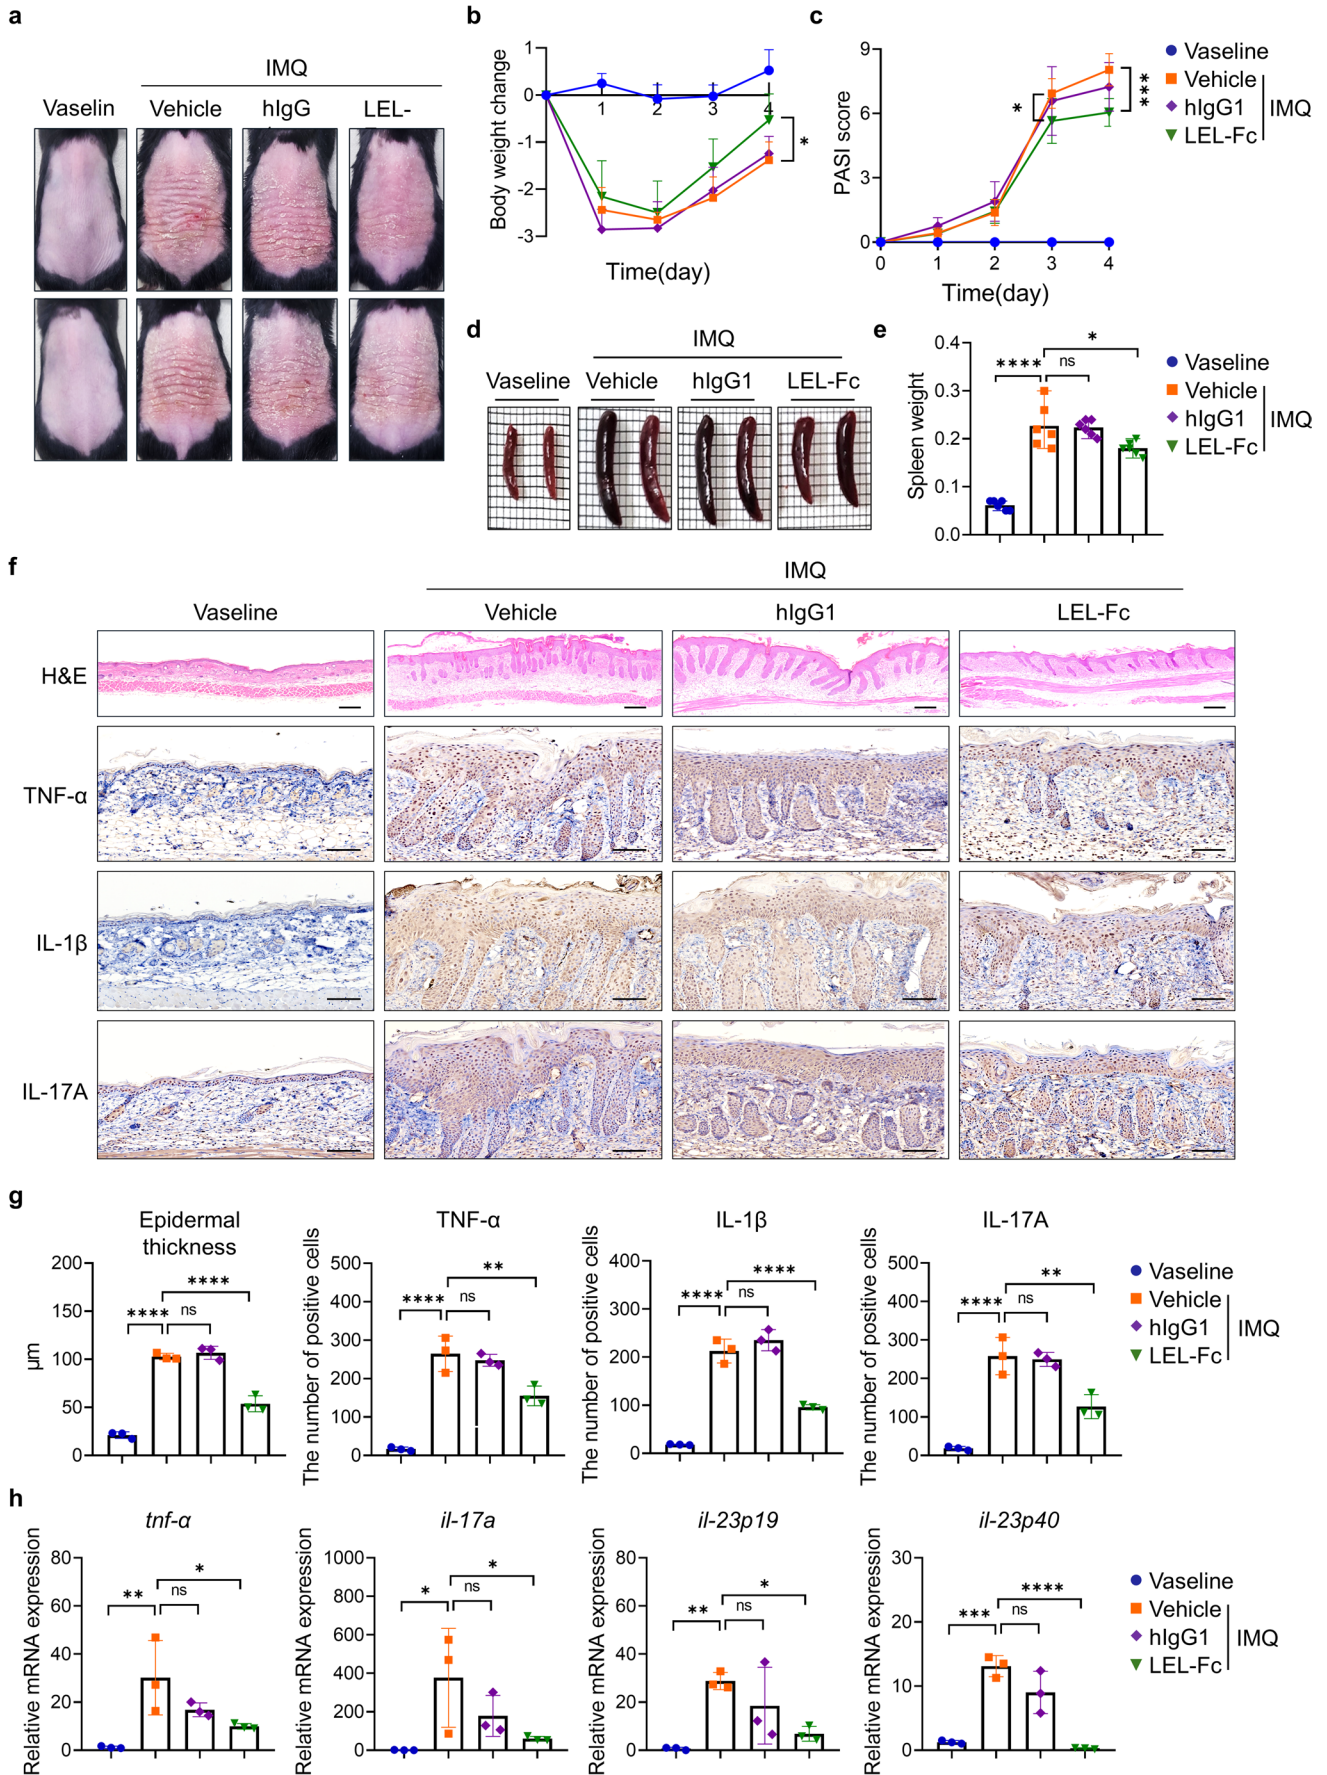 a
IMQ
Vaselin Vehicle hIgG LEL-
b
Body weight change
1
0
-1
-2
-3
1 2 3 4
*
Time(day)
c
PASI score
9
6
3
0
0 1 2 3 4
*
***
Time(day)
Vaseline
Vehicle
hIgG1
LEL-Fc
IMQ
d
IMQ
Vaseline Vehicle hIgG1 LEL-Fc
e
Spleen weight
0.4
0.3
0.2
0.1
0.0
**** ns *
Vaseline
Vehicle
hIgG1
LEL-Fc
IMQ
f
IMQ
Vaseline Vehicle hIgG1 LEL-Fc
H&E
TNF-α
IL-1β
IL-17A
g
Epidermal
thickness
μm
200
150
100
50
0
****
**** ns
TNF-α
The number of positive cells
500
400
300
200
100
0
**
**** ns
IL-1β
The number of positive cells
400
300
200
100
0
****
**** ns
IL-17A
The number of positive cells
500
400
300
200
100
0
**
**** ns
Vaseline
Vehicle
hIgG1
LEL-Fc
IMQ
h
tnf-α
Relative mRNA expression
80
60
40
20
0
*
** ns
il-17a
Relative mRNA expression
1000
800
600
400
200
0
*
* ns
il-23p19
Relative mRNA expression
80
60
40
20
0
*
** ns
il-23p40
Relative mRNA expression
30
20
10
0
****
*** ns
Vaseline
Vehicle
hIgG1
LEL-Fc
IMQ